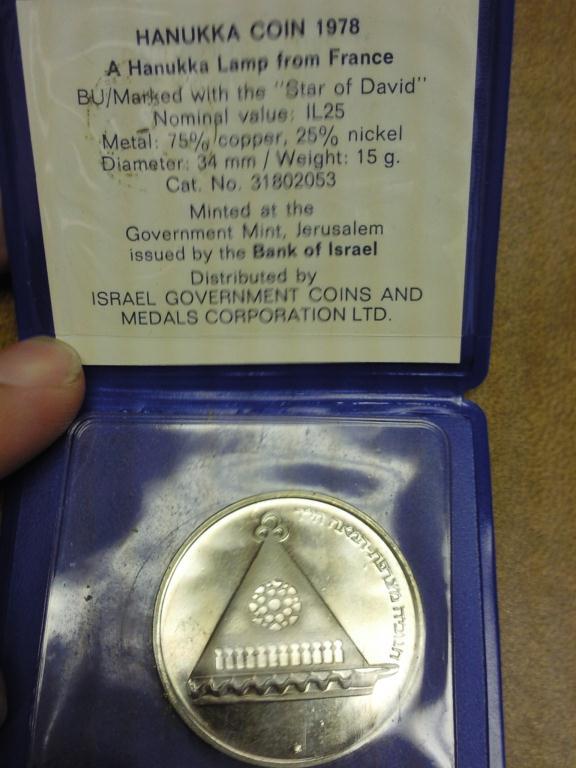 HANUKKA COIN 1978
A Hanukka Lamp from France
BU/Marked with the "Star of David"
Nominal value: IL25
Metal: 75% copper, 25% nickel
Diameter: 34 mm / Weight: 15 g.
Cat. No. 31802053
Minted at the
Government Mint, Jerusalem
issued by the Bank of Israel
Distributed by
ISRAEL GOVERNMENT COINS AND
MEDALS CORPORATION LTD.
חנוכיה מצרפת